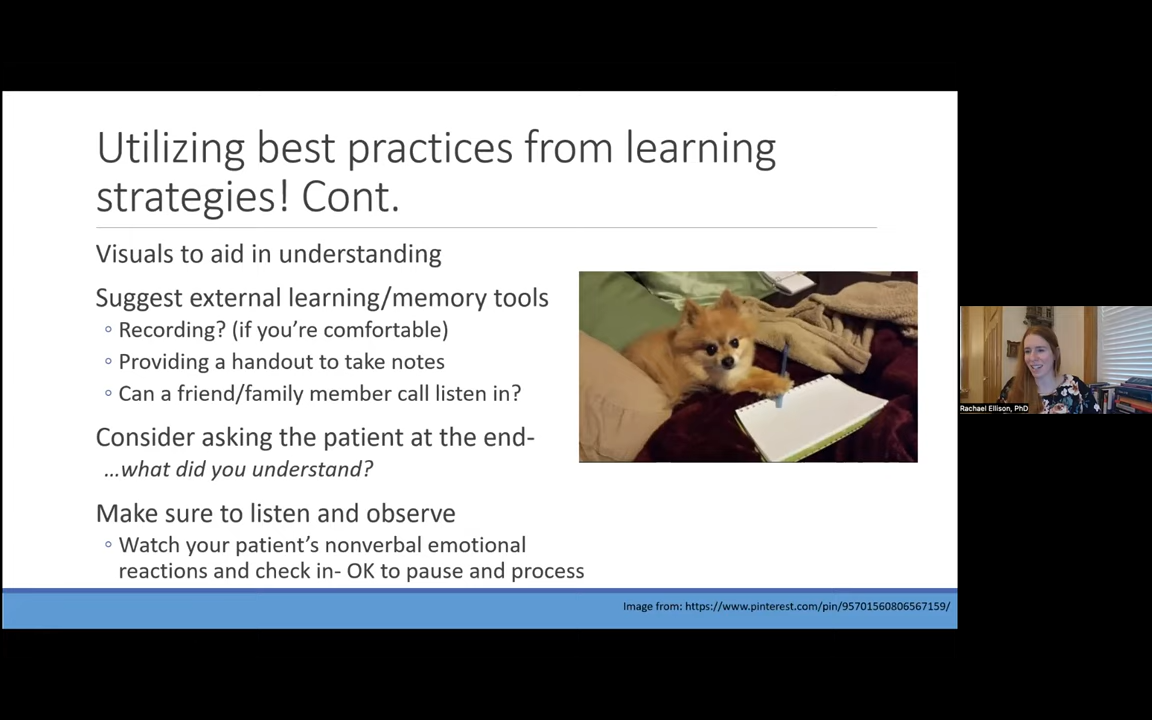 Utilizing best practices from learning
strategies! Cont.
Visuals to aid in understanding
Suggest external learning/memory tools
◦ Recording? (if you’re comfortable)
◦ Providing a handout to take notes
◦ Can a friend/family member call listen in?
Consider asking the patient at the end-
…what did you understand?
Make sure to listen and observe
◦ Watch your patient’s nonverbal emotional
reactions and check in- OK to pause and process
Image from: https://www.pinterest.com/pin/95701560806567159/
Rachael Ellison, PhD